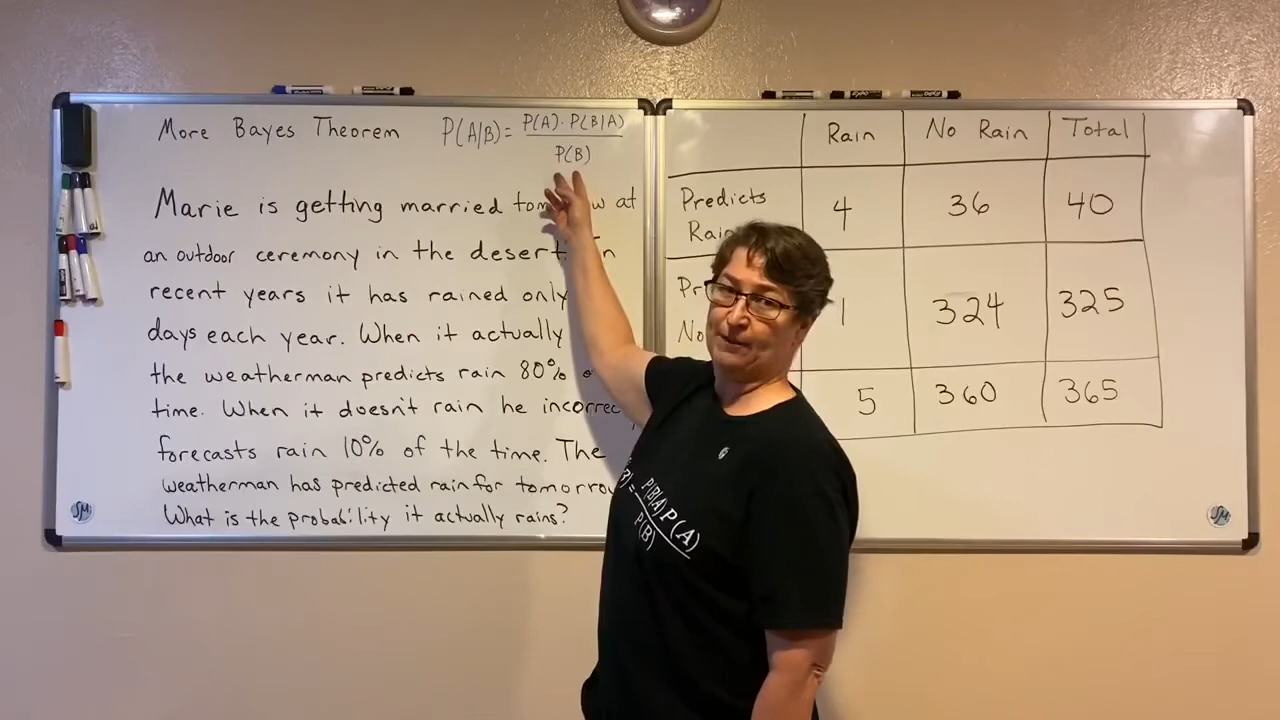 More Bayes Theorem P(A|B)= P(A)·P(B|A)
P(B)
Marie is getting married at
an outdoor ceremony in the desert.
recent years it has rained only
days each year. When it actually
the weatherman predicts rain 80%
time. When it doesn't rain he
forecasts rain 10% of the time. The
weatherman has predicted rain for
What is the probability it actually rains?
SM
Rain No Rain Total
Predicts 4 36 40
1 324 325
No
5 360 365
SM
P(B|A) P(A)
P(B)